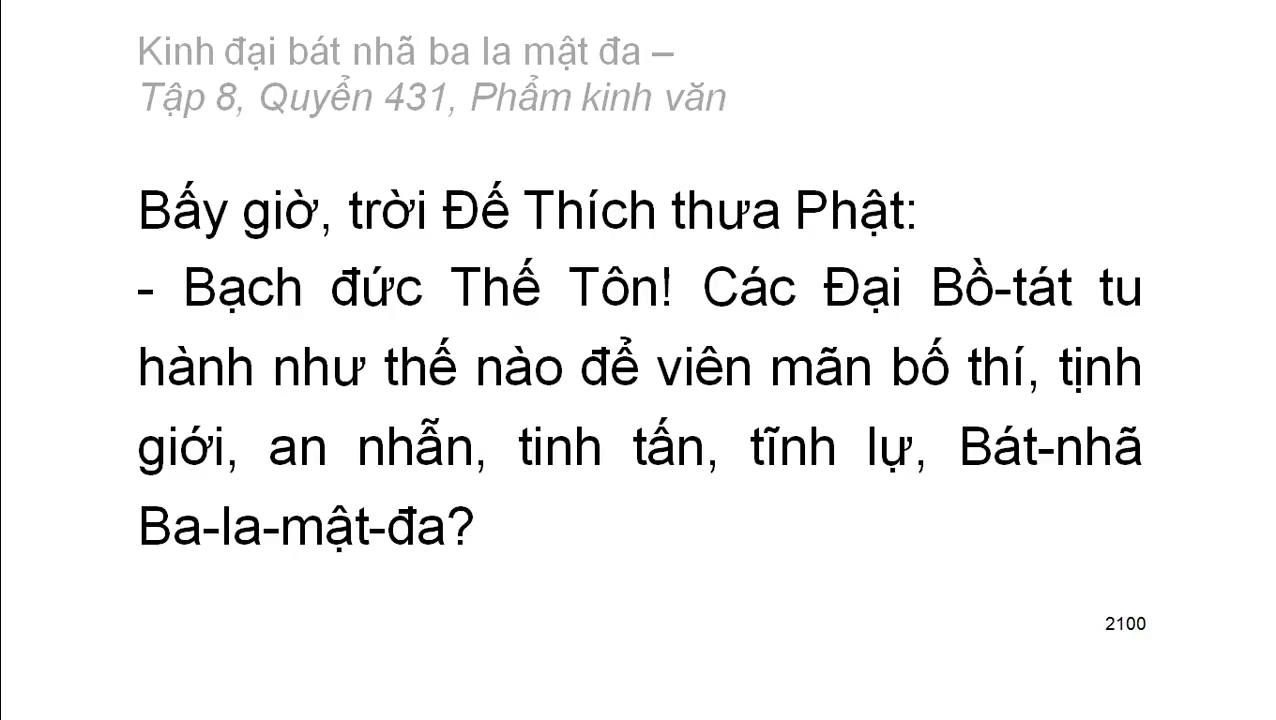 Kinh đại bát nhã ba la mật đa –
Tập 8, Quyển 431, Phẩm kinh văn
Bấy giờ, trời Đế Thích thưa Phật:
- Bạch đức Thế Tôn! Các Đại Bồ-tát tu
hành như thế nào để viên mãn bố thí, tịnh
giới, an nhẫn, tinh tấn, tĩnh lự, Bát-nhã
Ba-la-mật-đa?
2100